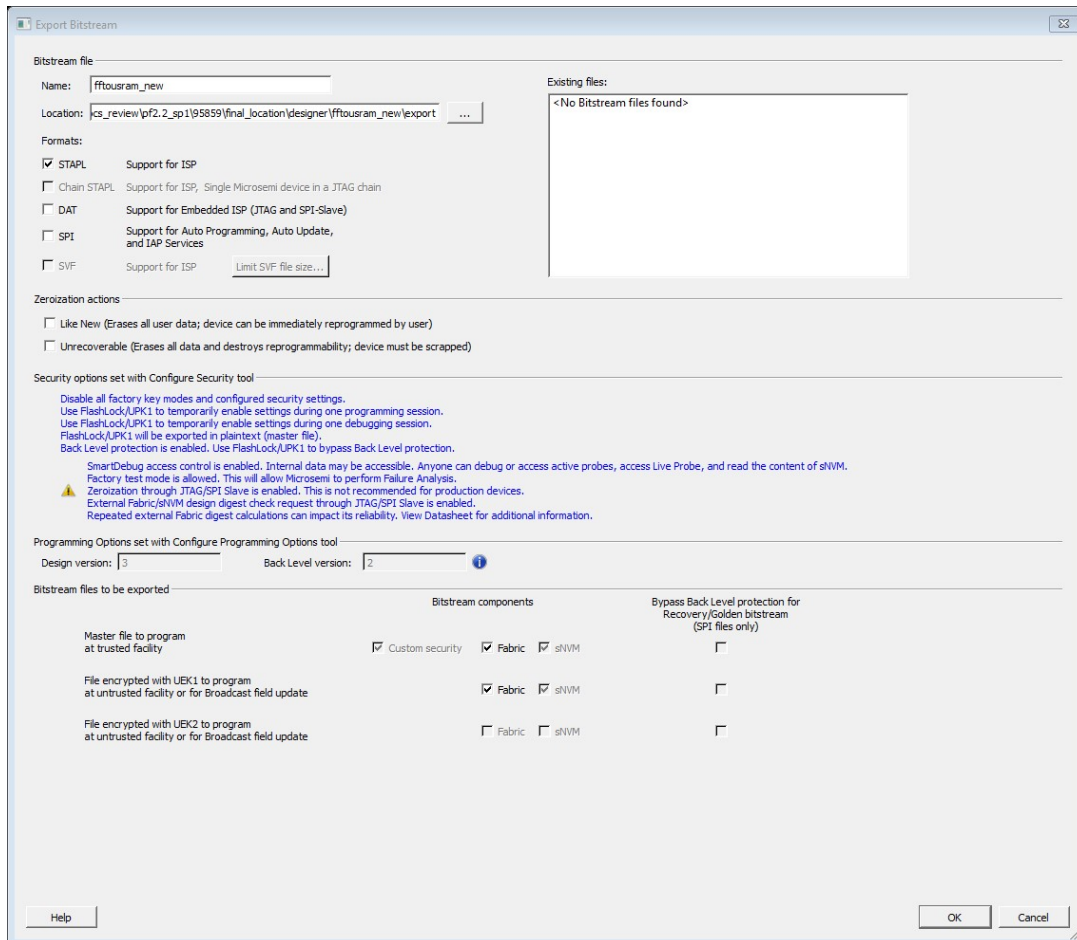 Export Bitstream
Bitstream file
Name: fftousram_new
Existing files:
<No Bitstream files found>
Location: cs_review\pf2.2_sp1\95859\final_location\designer\fftousram_new\export ...
Formats:
STAPL Support for ISP
Chain STAPL Support for ISP, Single Microsemi device in a JTAG chain
DAT Support for Embedded ISP (JTAG and SPI-Slave)
SPI Support for Auto Programming, Auto Update,
and IAP Services
SVF Support for ISP Limit SVF file size...
Zeroization actions
Like New (Erases all user data; device can be immediately reprogrammed by user)
Unrecoverable (Erases all data and destroys reprogrammability; device must be scrapped)
Security options set with Configure Security tool
Disable all factory key modes and configured security settings.
Use FlashLock/UPK1 to temporarily enable settings during one programming session.
Use FlashLock/UPK1 to temporarily enable settings during one debugging session.
FlashLock/UPK1 will be exported in plaintext (master file).
Back Level protection is enabled. Use FlashLock/UPK1 to bypass Back Level protection.
SmartDebug access control is enabled. Internal data may be accessible. Anyone can debug or access active probes, access Live Probe, and read the content of sNVM.
Factory test mode is allowed. This will allow Microsemi to perform Failure Analysis.
Zeroization through JTAG/SPI Slave is enabled. This is not recommended for production devices.
External Fabric/sNVM design digest check request through JTAG/SPI Slave is enabled.
Repeated external Fabric digest calculations can impact its reliability. View Datasheet for additional information.
Programming Options set with Configure Programming Options tool
Design version: 3 Back Level version: 2
Bitstream files to be exported
Bitstream components
Bypass Back Level protection for
Recovery/Golden bitstream
(SPI files only)
Master file to program
at trusted facility
Custom security Fabric sNVM
File encrypted with UEK1 to program
at untrusted facility or for Broadcast field update
Fabric sNVM
File encrypted with UEK2 to program
at untrusted facility or for Broadcast field update
Fabric sNVM
Help OK Cancel